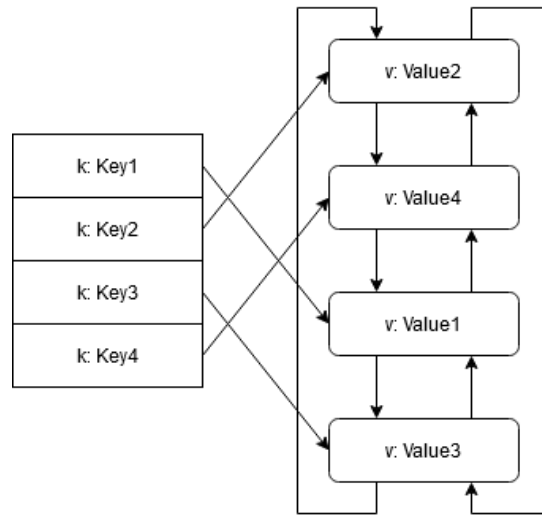 k: Key1
k: Key2
k: Key3
k: Key4
v: Value2
v: Value4
v: Value1
v: Value3